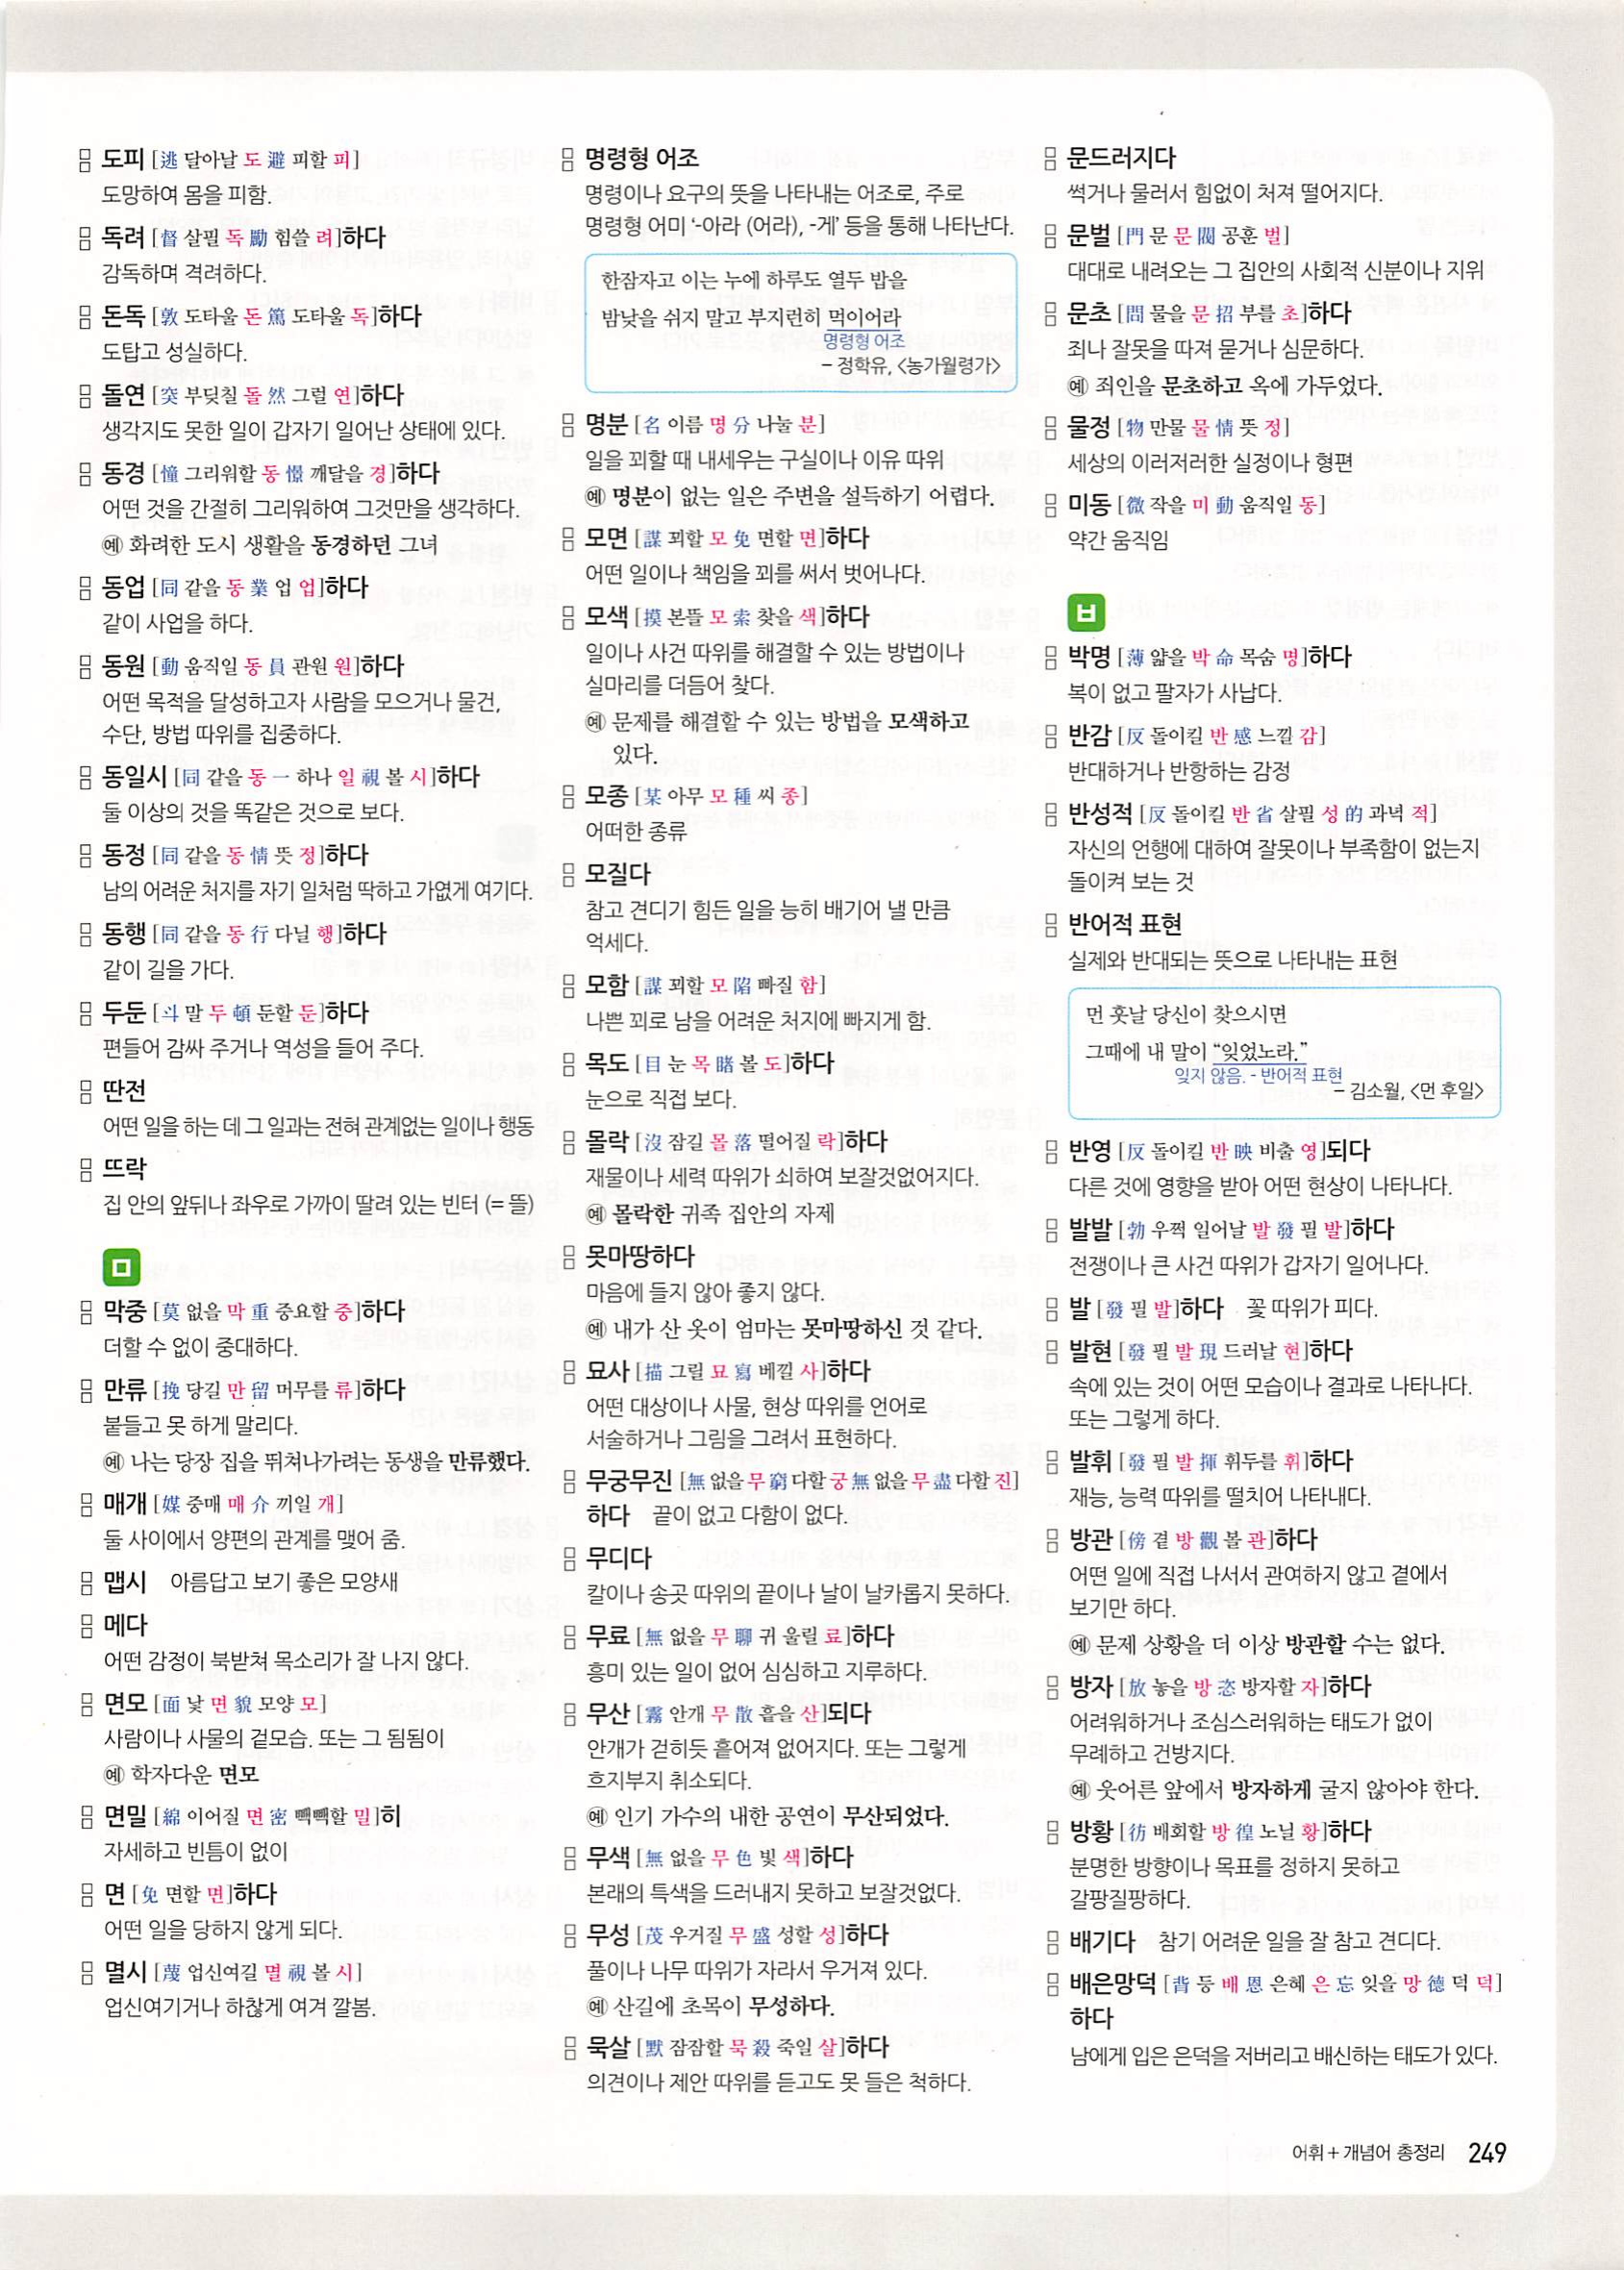 도피 [逃 달아날 도 避 피할 피]
도망하여 몸을 피함.
독려 [督 살필 독 勵 힘쓸 려]하다
감독하며 격려하다.
돈독 [敦 도타울 돈 篤 도타울 독]하다
도탑고 성실하다.
돌연 [突 부딪칠 돌 然 그럴 연]하다
생각지도 못한 일이 갑자기 일어난 상태에 있다.
동경 [憧 그리워할 동 憬 깨달을 경]하다
어떤 것을 간절히 그리워하여 그것만을 생각하다.
예 화려한 도시 생활을 동경하던 그녀
동업 [同 같을 동 業 업 업]하다
같이 사업을 하다.
동원 [動 움직일 동 員 관원 원]하다
어떤 목적을 달성하고자 사람을 모으거나 물건,
수단, 방법 따위를 집중하다.
동일시 [同 같을 동 一 하나 일 視 볼 시]하다
둘 이상의 것을 똑같은 것으로 보다.
동정 [同 같을 동 情 뜻 정]하다
남의 어려운 처지를 자기 일처럼 딱하고 가엾게 여기다.
동행 [同 같을 동 行 다닐 행]하다
같이 길을 가다.
두둔 [斗 말 두 頓 둔할 둔]하다
편들어 감싸 주거나 역성을 들어 주다.
딴전
어떤 일을 하는 데 그 일과는 전혀 관계없는 일이나 행동
뜨락
집 안의 앞뒤나 좌우로 가까이 딸려 있는 빈터 (= 뜰)
ㅁ
막중 [莫 없을 막 重 중요할 중]하다
더할 수 없이 중대하다.
만류 [挽 당길 만 留 머무를 류]하다
붙들고 못 하게 말리다.
예 나는 당장 집을 뛰쳐나가려는 동생을 만류했다.
매개 [媒 중매 매 介 끼일 개]
둘 사이에서 양편의 관계를 맺어 줌.
맵시 아름답고 보기 좋은 모양새
메다
어떤 감정이 북받쳐 목소리가 잘 나지 않다.
면모 [面 낯 면 貌 모양 모]
사람이나 사물의 겉모습. 또는 그 됨됨이
예 학자다운 면모
면밀 [綿 이어질 면 密 빽빽할 밀]히
자세하고 빈틈이 없이
면 [免 면할 면]하다
어떤 일을 당하지 않게 되다.
멸시 [蔑 업신여길 멸 視 볼 시]
업신여기거나 하찮게 여겨 깔봄.
명령형 어조
명령이나 요구의 뜻을 나타내는 어조로, 주로
명령형 어미 '-아라 (어라), -게' 등을 통해 나타난다.
한잠자고 이는 누에 하루도 열두 밥을
밤낮을 쉬지 말고 부지런히 먹이어라
명령형 어조
– 정학유, <농가월령가>
명분 [名 이름 명 分 나눌 분]
일을 꾀할 때 내세우는 구실이나 이유 따위
예 명분이 없는 일은 주변을 설득하기 어렵다.
모면 [謀 꾀할 모 免 면할 면]하다
어떤 일이나 책임을 꾀를 써서 벗어나다.
모색 [摸 본뜰 모 索 찾을 색]하다
일이나 사건 따위를 해결할 수 있는 방법이나
실마리를 더듬어 찾다.
예 문제를 해결할 수 있는 방법을 모색하고
있다.
모종 [某 아무 모 種 씨 종]
어떠한 종류
모질다
참고 견디기 힘든 일을 능히 배기어 낼 만큼
억세다.
모함 [謀 꾀할 모 陷 빠질 함]
나쁜 꾀로 남을 어려운 처지에 빠지게 함.
목도 [目 눈 목 睹 볼 도]하다
눈으로 직접 보다.
몰락 [沒 잠길 몰 落 떨어질 락]하다
재물이나 세력 따위가 쇠하여 보잘것없어지다.
예 몰락한 귀족 집안의 자제
못마땅하다
마음에 들지 않아 좋지 않다.
예 내가 산 옷이 엄마는 못마땅하신 것 같다.
묘사 [描 그릴 묘 寫 베낄 사]하다
어떤 대상이나 사물, 현상 따위를 언어로
서술하거나 그림을 그려서 표현하다.
무궁무진 [無 없을 무 窮 다할 궁 無 없을 무 盡 다할 진]
하다 끝이 없고 다함이 없다.
무디다
칼이나 송곳 따위의 끝이나 날이 날카롭지 못하다.
무료 [無 없을 무 聊 귀 울릴 료]하다
흥미 있는 일이 없어 심심하고 지루하다.
무산 [霧 안개 무 散 흩을 산]되다
안개가 걷히듯 흩어져 없어지다. 또는 그렇게
흐지부지 취소되다.
예 인기 가수의 내한 공연이 무산되었다.
무색 [無 없을 무 色 빛 색]하다
본래의 특색을 드러내지 못하고 보잘것없다.
무성 [茂 우거질 무 盛 성할 성]하다
풀이나 나무 따위가 자라서 우거져 있다.
예 산길에 초목이 무성하다.
묵살 [默 잠잠할 묵 殺 죽일 살]하다
의견이나 제안 따위를 듣고도 못 들은 척하다.
문드러지다
썩거나 물러서 힘없이 처져 떨어지다.
문벌 [門 문 문 閥 공훈 벌]
대대로 내려오는 그 집안의 사회적 신분이나 지위
문초 [問 물을 문 招 부를 초]하다
죄나 잘못을 따져 묻거나 심문하다.
예 죄인을 문초하고 옥에 가두었다.
물정 [物 만물 물 情 뜻 정]
세상의 이러저러한 실정이나 형편
미동 [微 작을 미 動 움직일 동]
약간 움직임
ㅂ
박명 [薄 얇을 박 命 목숨 명]하다
복이 없고 팔자가 사납다.
반감 [反 돌이킬 반 感 느낄 감]
반대하거나 반항하는 감정
반성적 [反 돌이킬 반 省 살필 성 的 과녁 적]
자신의 언행에 대하여 잘못이나 부족함이 없는지
돌이켜 보는 것
반어적 표현
실제와 반대되는 뜻으로 나타내는 표현
먼 훗날 당신이 찾으시면
그때에 내 말이 “잊었노라.”
잊지 않음. - 반어적 표현
– 김소월, <먼 후일>
반영 [反 돌이킬 반 映 비출 영]되다
다른 것에 영향을 받아 어떤 현상이 나타나다.
발발 [勃 우쩍 일어날 발 發 필 발]하다
전쟁이나 큰 사건 따위가 갑자기 일어나다.
발 [發 필 발]하다 꽃 따위가 피다.
발현 [發 필 발 現 드러날 현]하다
속에 있는 것이 어떤 모습이나 결과로 나타나다.
또는 그렇게 하다.
발휘 [發 필 발 揮 휘두를 휘]하다
재능, 능력 따위를 떨치어 나타내다.
방관 [傍 곁 방 觀 볼 관]하다
어떤 일에 직접 나서서 관여하지 않고 곁에서
보기만 하다.
예 문제 상황을 더 이상 방관할 수는 없다.
방자 [放 놓을 방 恣 방자할 자]하다
어려워하거나 조심스러워하는 태도가 없이
무례하고 건방지다.
예 웃어른 앞에서 방자하게 굴지 않아야 한다.
방황 [彷 배회할 방 徨 노닐 황]하다
분명한 방향이나 목표를 정하지 못하고
갈팡질팡하다.
배기다 참기 어려운 일을 잘 참고 견디다.
배은망덕 [背 등 배 恩 은혜 은 忘 잊을 망 德 덕 덕]
하다
남에게 입은 은덕을 저버리고 배신하는 태도가 있다.
어휘 + 개념어 총정리 249